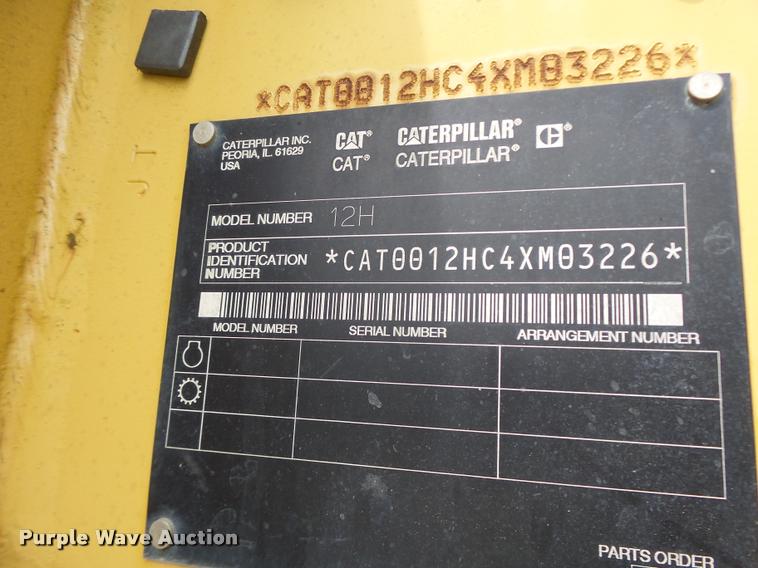 *CAT0012HC4XM03226*
CATERPILLAR INC.
PEORIA, IL. 61629
USA
CAT® CATERPILLAR® C®
CAT® CATERPILLAR®
MODEL NUMBER 12H
PRODUCT
IDENTIFICATION
NUMBER
*CAT0012HC4XM03226*
MODEL NUMBER SERIAL NUMBER ARRANGEMENT NUMBER
JT
Purple Wave Auction
PARTS ORDER